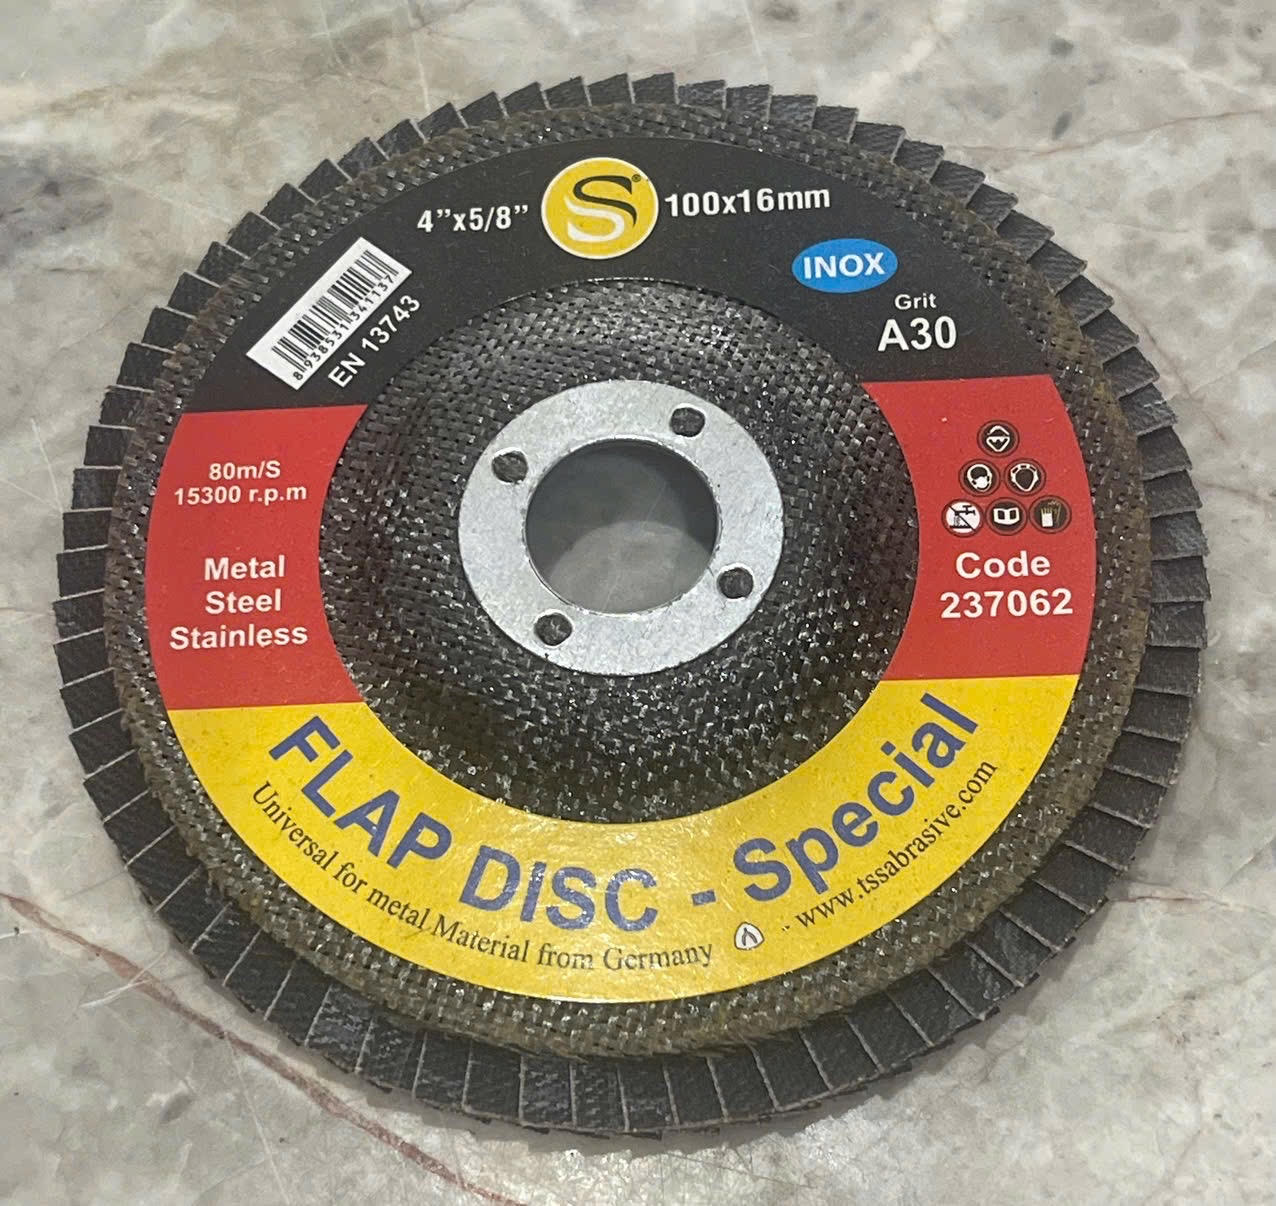 4"x5/8"
S®
100x16mm
INOX
Grit
A30
8938531341137
EN 13743
80m/S
15300 r.p.m
Metal
Steel
Stainless
Code
237062
FLAP DISC - Special
Universal for metal Material from Germany
www.tssabrasive.com